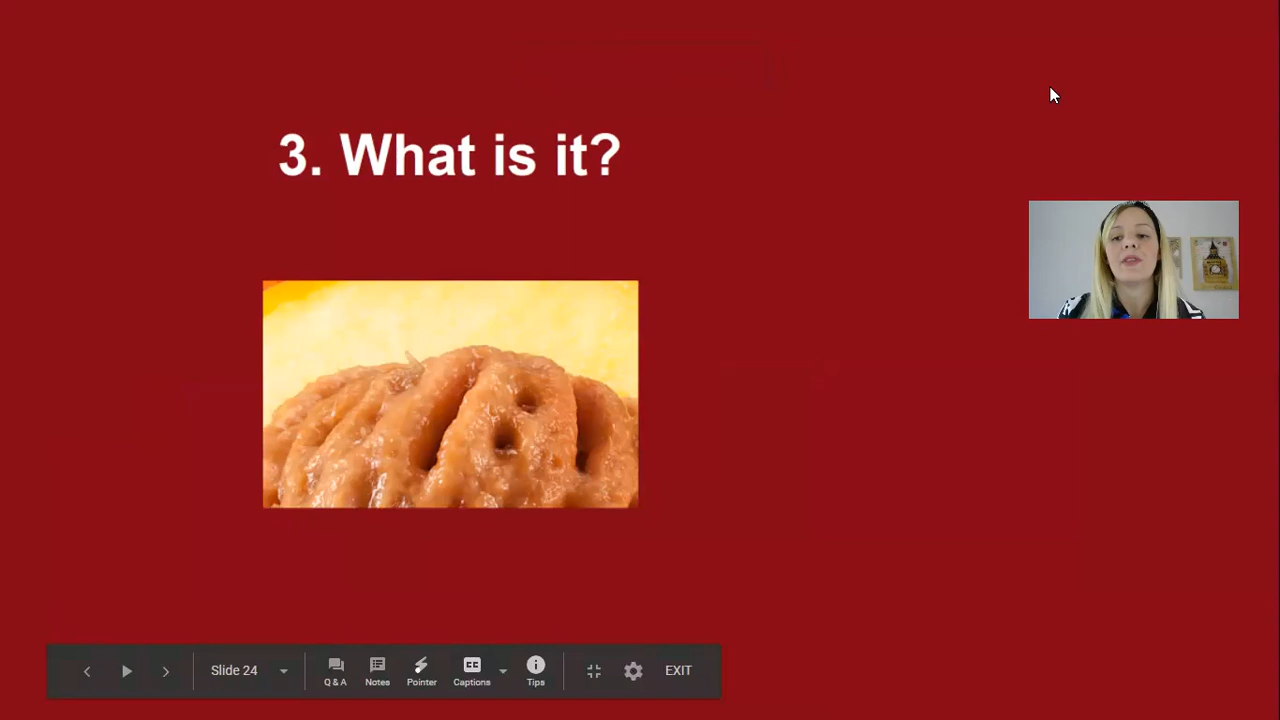 3. What is it?
Slide 24
Q & A
Notes
Pointer
Captions
Tips
EXIT